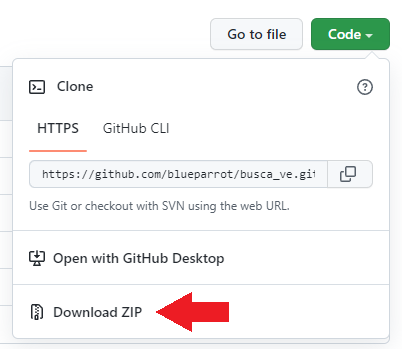 Go to file
Code
Clone
HTTPS
GitHub CLI
https://github.com/blueparrot/busca_ve.git
Use Git or checkout with SVN using the web URL.
Open with GitHub Desktop
Download ZIP